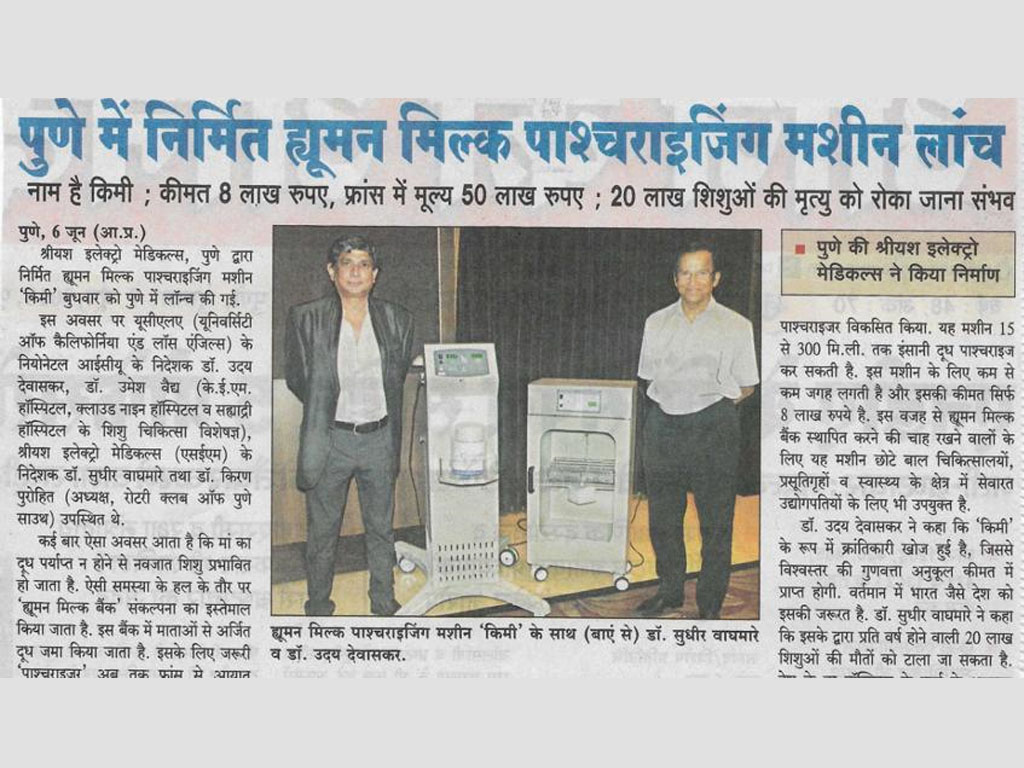 पुणे में निर्मित ह्यूमन मिल्क पाश्चराइजिंग मशीन लांच
नाम है किमी ; कीमत 8 लाख रुपए, फ्रांस में मूल्य 50 लाख रुपए ; 20 लाख शिशुओं की मृत्यु को रोका जाना संभव
पुणे, 6 जून (आ.प्र.)
श्रीयश इलेक्ट्रो मेडिकल्स, पुणे द्वारा
निर्मित ह्यूमन मिल्क पाश्चराइजिंग मशीन
‘किमी’ बुधवार को पुणे में लॉन्च की गई.
इस अवसर पर यूसीएलए (यूनिवर्सिटी
ऑफ कैलिफोर्निया एंड लॉस एंजिल्स) के
नियोनेटल आईसीयू के निदेशक डॉ. उदय
देवासकर, डॉ. उमेश वैद्य (के.ई.एम.
हॉस्पिटल, क्लाउड नाइन हॉस्पिटल व सह्याद्री
हॉस्पिटल के शिशु चिकित्सा विशेषज्ञ),
श्रीयश इलेक्ट्रो मेडिकल्स (एसईएम) के
निदेशक डॉ. सुधीर वाघमारे तथा डॉ. किरण
पुरोहित (अध्यक्ष, रोटरी क्लब ऑफ पुणे
साउथ) उपस्थित थे.
कई बार ऐसा अवसर आता है कि मां का
दूध पर्याप्त न होने से नवजात शिशु प्रभावित
हो जाता है. ऐसी समस्या के हल के तौर पर
‘ह्यूमन मिल्क बैंक’ संकल्पना का इस्तेमाल
किया जाता है. इस बैंक में माताओं से अर्जित
दूध जमा किया जाता है. इसके लिए जरूरी
‘पाश्चराइजर’ अब तक फ्रांस से आयात
ह्यूमन मिल्क पाश्चराइजिंग मशीन ‘किमी’ के साथ (बाएं से) डॉ. सुधीर वाघमारे
व डॉ. उदय देवासकर.
पुणे की श्रीयश इलेक्ट्रो
मेडिकल्स ने किया निर्माण
पाश्चराइजर विकसित किया. यह मशीन 15
से 300 मि.ली. तक इंसानी दूध पाश्चराइज
कर सकती है. इस मशीन के लिए कम से
कम जगह लगती है और इसकी कीमत सिर्फ
8 लाख रुपये है. इस वजह से ह्यूमन मिल्क
बैंक स्थापित करने की चाह रखने वालों के
लिए यह मशीन छोटे बाल चिकित्सालयों,
प्रसूतिगृहों व स्वास्थ्य के क्षेत्र में सेवारत
उद्योगपतियों के लिए भी उपयुक्त है.
डॉ. उदय देवासकर ने कहा कि ‘किमी’
के रूप में क्रांतिकारी खोज हुई है, जिससे
विश्वस्तर की गुणवत्ता अनुकूल कीमत में
प्राप्त होगी. वर्तमान में भारत जैसे देश को
इसकी जरूरत है. डॉ. सुधीर वाघमारे ने कहा
कि इसके द्वारा प्रति वर्ष होने वाली 20 लाख
शिशुओं की मौतों को टाला जा सकता है.